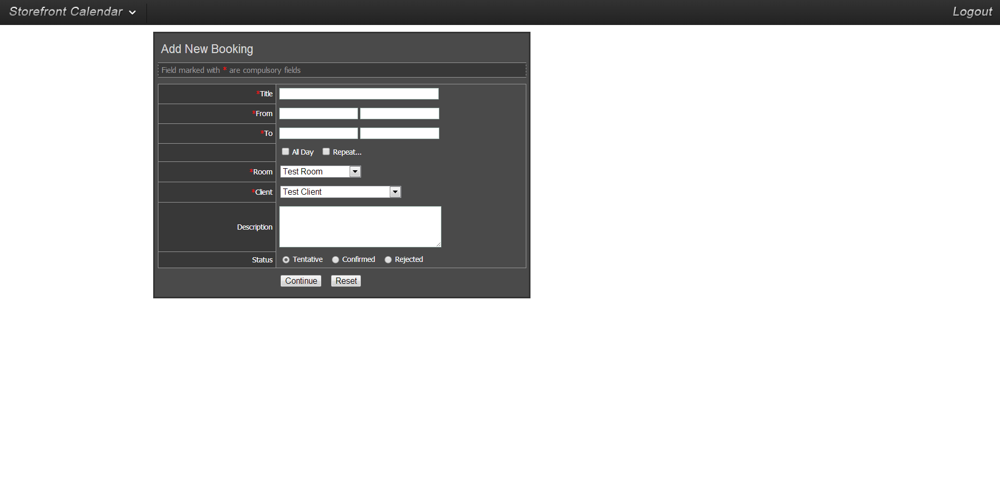 Storefront Calendar
Logout
Add New Booking
Field marked with * are compulsory fields
*Title
*From
*To
All Day Repeat...
*Room Test Room
*Client Test Client
Description
Status Tentative Confirmed Rejected
Continue Reset